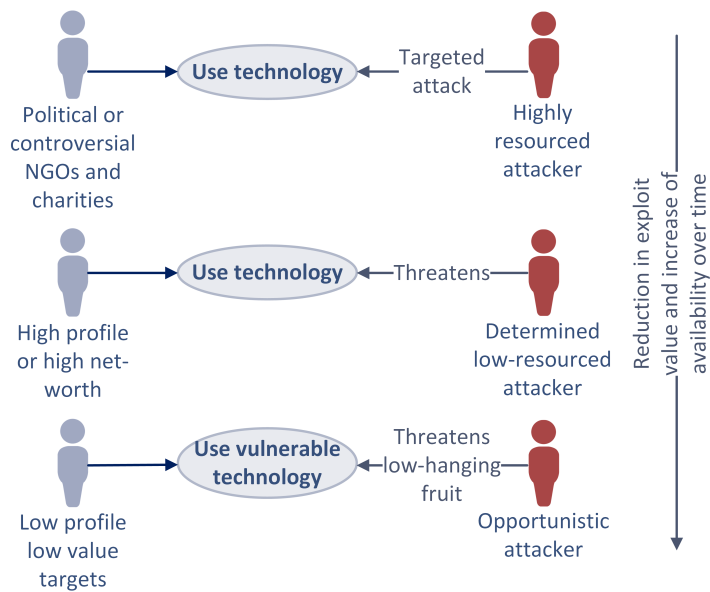 Use technology
Targeted
attack
Political or
controversial
NGOs and
charities
Highly
resourced
attacker
Use technology
Threatens
High profile
or high net-
worth
Determined
low-resourced
attacker
Use vulnerable
technology
Threatens
low-hanging
fruit
Low profile
low value
targets
Opportunistic
attacker
Reduction in exploit
value and increase of
availability over time